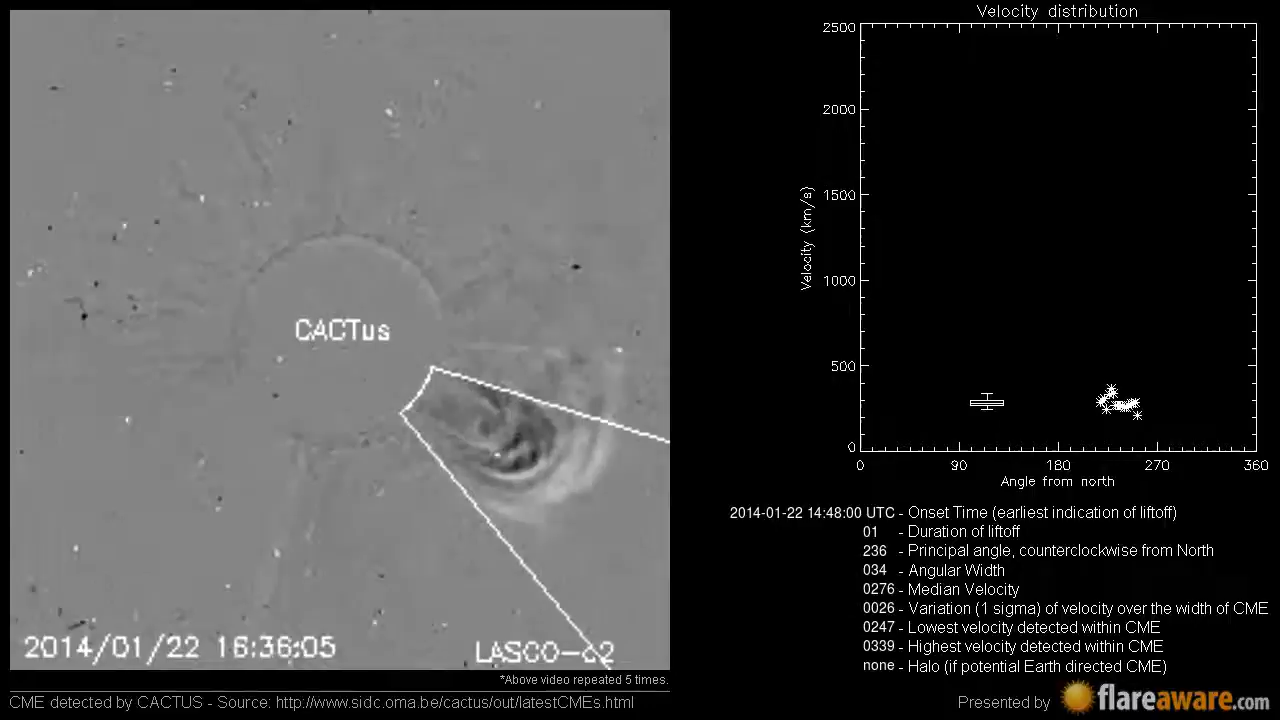 CACTus
2014/01/22 16:36:05
LASCO-c2
*Above video repeated 5 times.
CME detected by CACTUS - Source: http://www.sidc.oma.be/cactus/out/latestCMEs.html
Velocity distribution
Velocity (km/s)
2500
2000
1500
1000
500
0
0 90 180 270 360
Angle from north
2014-01-22 14:48:00 UTC - Onset Time (earliest indication of liftoff)
01 - Duration of liftoff
236 - Principal angle, counterclockwise from North
034 - Angular Width
0276 - Median Velocity
0026 - Variation (1 sigma) of velocity over the width of CME
0247 - Lowest velocity detected within CME
0339 - Highest velocity detected within CME
none - Halo (if potential Earth directed CME)
Presented by flareaware.com